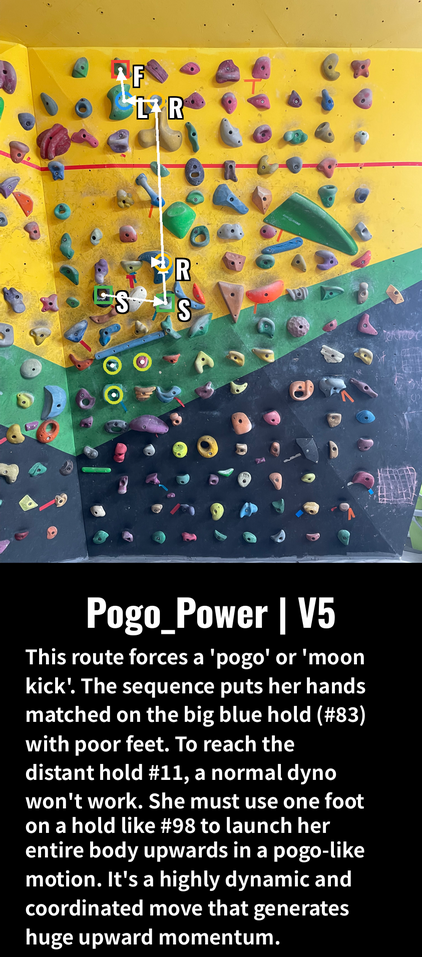 F
L R
R
S S
Pogo_Power | V5
This route forces a 'pogo' or 'moon
kick'. The sequence puts her hands
matched on the big blue hold (#83)
with poor feet. To reach the
distant hold #11, a normal dyno
won't work. She must use one foot
on a hold like #98 to launch her
entire body upwards in a pogo-like
motion. It's a highly dynamic and
coordinated move that generates
huge upward momentum.